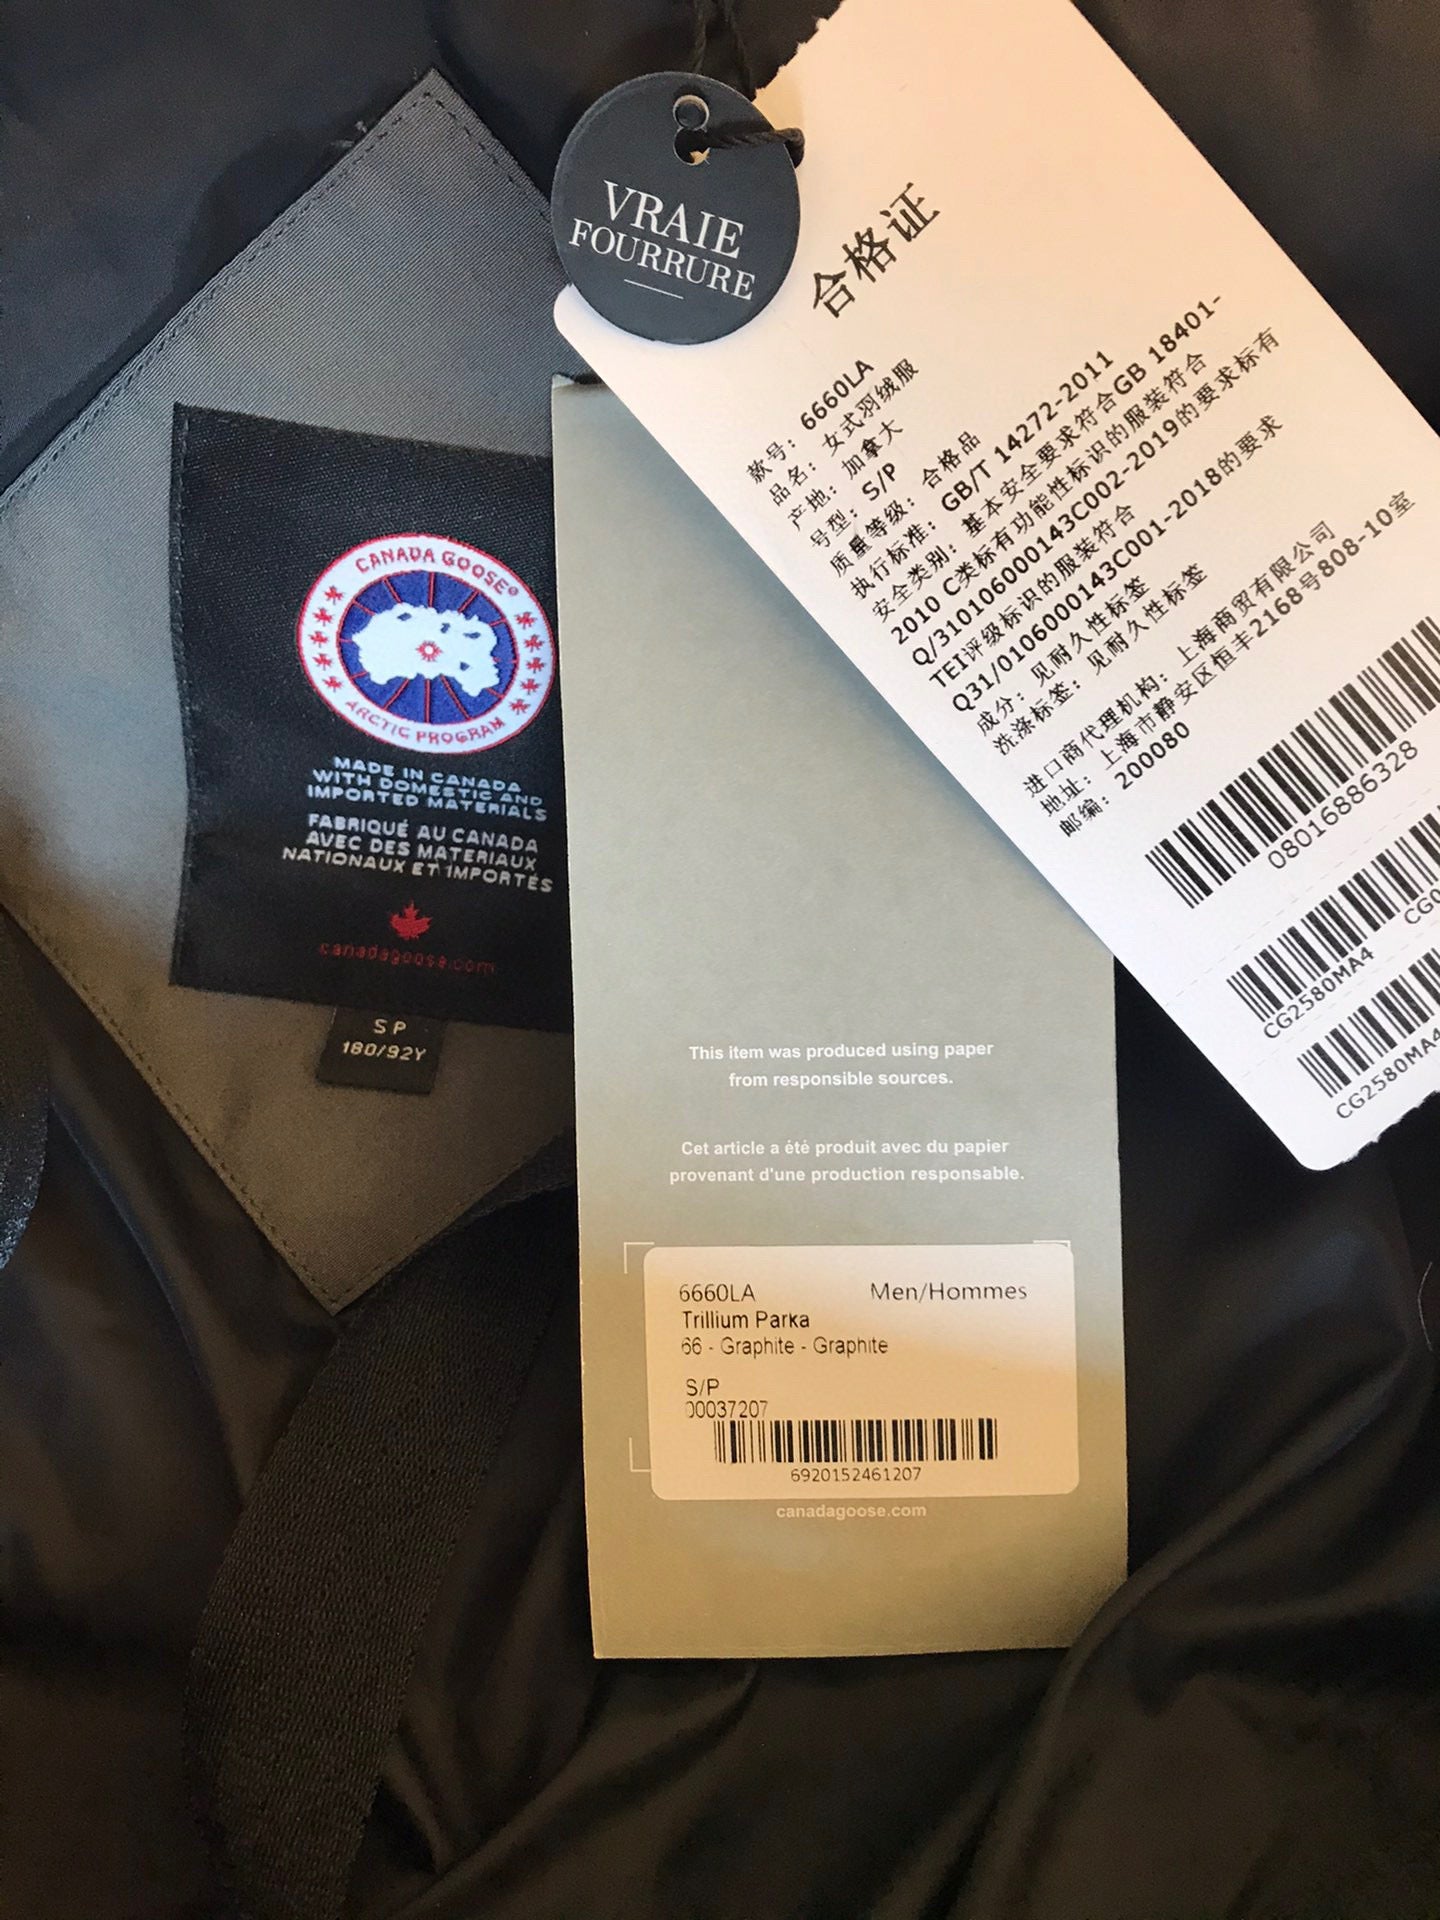 VRAIE
FOURRURE
合格证
款号： 6660LA
品名： 女式羽绒服
产地： 加拿大
号型： S/P
质量等级： 合格品
执行标准： GB/T 14272-2011
安全类别： 基本安全要求符合GB 18401-
2010 C类标有功能性标识的服装符合
Q/3101060000143C002-2019的要求标有
TEI评级标识的服装符合
Q31/0106000143C001-2018的要求
成分： 见耐久性标签
洗涤标签： 见耐久性标签
进口商代理机构： 上海商贸有限公司
地址： 上海市静安区恒丰2168号808-10室
邮编： 200080
08016886328
CG2580MA4
CG0
CG2580MA4
CANADA GOOSE®
ARCTIC PROGRAM
MADE IN CANADA
WITH DOMESTIC AND
IMPORTED MATERIALS
FABRIQUÉ AU CANADA
AVEC DES MATERIAUX
NATIONAUX ET IMPORTÉS
canadagoose.com
S P
180/92Y
This item was produced using paper
from responsible sources.
Cet article a été produit avec du papier
provenant d'une production responsable.
6660LA Men/Hommes
Trillium Parka
66 - Graphite - Graphite
S/P
00037207
6920152461207
canadagoose.com